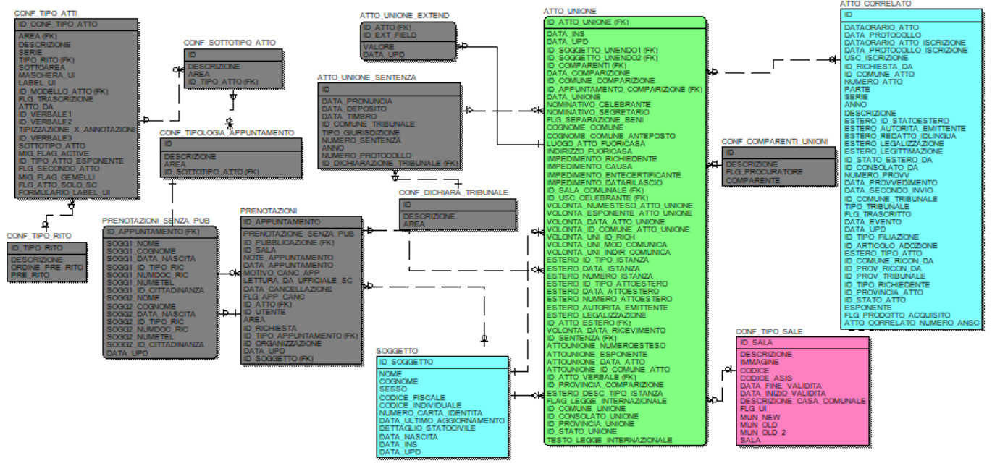 CONF_TIPO_ATTI
ID_CONF_TIPO_ATTO
AREA (FK)
DESCRIZIONE
SERIE
TIPO_RITO (FK)
SOTTOAREA
MASCHERA_UI
LABEL_UI
ID_MODELLO_ATTO (FK)
FLG_TRASCRIZIONE
ATTO_DA
ID_VERBALE1
ID_VERBALE2
TIPIZZAZIONE_X_ANNOTAZIONI
ID_VERBALE3
SOTTOTIPO_ATTO
MIG_FLAG_ACTIVE
ID_TIPO_ATTO_ESPONENTE
FLG_SECONDO_ATTO
MIG_FLAG_GEMELLI
FLG_ATTO_SOLO_SC
FORMULARIO_LABEL_UI
CONF_SOTTOTIPO_ATTO
ID
DESCRIZIONE
AREA
ID_TIPO_ATTO (FK)
CONF_TIPOLOGIA_APPUNTAMENTO
ID
DESCRIZIONE
AREA
ID_SOTTOTIPO_ATTO (FK)
CONF_TIPO_RITO
ID_TIPO_RITO
DESCRIZIONE
ORDINE_PRE_RITO
PRE_RITO
PRENOTAZIONI_SENZA_PUB
ID_APPUNTAMENTO (FK)
SOGG1_NOME
SOGG1_COGNOME
SOGG1_DATA_NASCITA
SOGG1_ID_TIPO_RIC
SOGG1_NUMDOC_RIC
SOGG1_NUMETEL
SOGG1_ID_CITTADINANZA
SOGG2_NOME
SOGG2_COGNOME
SOGG2_DATA_NASCITA
SOGG2_ID_TIPO_RIC
SOGG2_NUMDOC_RIC
SOGG2_NUMETEL
SOGG2_ID_CITTADINANZA
DATA_UPD
PRENOTAZIONI
ID_APPUNTAMENTO
PRENOTAZIONE_SENZA_PUB
ID_PUBBLICAZIONE (FK)
ID_SALA
NOTE_APPUNTAMENTO
DATA_APPUNTAMENTO
MOTIVO_CANC_APP
LETTURA_DA_UFFICIALE_SC
DATA_CANCELLAZIONE
FLG_APP_CANC
ID_ATTO (FK)
ID_UTENTE
AREA
ID_RICHIESTA
ID_TIPO_APPUNTAMENTO (FK)
ID_ORGANIZZAZIONE
DATA_UPD
ID_SOGGETTO (FK)
ATTO_UNIONE_EXTEND
ID_ATTO (FK)
ID_EXT_FIELD
VALORE
DATA_UPD
ATTO_UNIONE_SENTENZA
ID
DATA_PRONUNCIA
DATA_DEPOSITO
DATA_TIMBRO
ID_COMUNE_TRIBUNALE
TIPO_GIURISDIZIONE
NUMERO_SENTENZA
ANNO
NUMERO_PROTOCOLLO
ID_DICHIARAZIONE_TRIBUNALE (FK)
CONF_DICHIARA_TRIBUNALE
ID
DESCRIZIONE
AREA
SOGGETTO
ID_SOGGETTO
NOME
COGNOME
SESSO
CODICE_FISCALE
CODICE_INDIVIDUALE
NUMERO_CARTA_IDENTITA
DATA_ULTIMO_AGGIORNAMENTO
DETTAGLIO_STATOCIVILE
DATA_NASCITA
DATA_INS
DATA_UPD
ATTO_UNIONE
ID_ATTO_UNIONE (FK)
DATA_INS
DATA_UPD
ID_SOGGETTO_UNENDO1 (FK)
ID_SOGGETTO_UNENDO2 (FK)
ID_COMPARENTI (FK)
DATA_COMPARIZIONE
ID_COMUNE_COMPARIZIONE
ID_APPUNTAMENTO_COMPARIZIONE (FK)
DATA_UNIONE
NOMINATIVO_CELEBRANTE
NOMINATIVO_SEGRETARIO
FLG_SEPARAZIONE_BENI
COGNOME_COMUNE
COGNOME_COMUNE_ANTEPOSTO
LUOGO_ATTO_FUORICASA
INDIRIZZO_FUORICASA
IMPEDIMENTO_RICHIEDENTE
IMPEDIMENTO_CAUSA
IMPEDIMENTO_ENTECERTIFICANTE
IMPEDIMENTO_DATARILASCIO
ID_SALA_COMUNALE (FK)
ID_USC_CELEBRANTE (FK)
VOLONTA_NUMESTESO_ATTO_UNIONE
VOLONTA_ESPONENTE_ATTO_UNIONE
VOLONTA_DATA_ATTO_UNIONE
VOLONTA_ID_COMUNE_ATTO_UNIONE
VOLONTA_UNI_ID_RICH
VOLONTA_UNI_MOD_COMUNICA
VOLONTA_UNI_INDIR_COMUNICA
ESTERO_ID_TIPO_ISTANZA
ESTERO_DATA_ISTANZA
ESTERO_NUMERO_ISTANZA
ESTERO_ID_TIPO_ATTOESTERO
ESTERO_DATA_ATTOESTERO
ESTERO_NUMERO_ATTOESTERO
ESTERO_AUTORITA_EMITTENTE
ESTERO_LEGALIZZAZIONE
ID_ATTO_ESTERO (FK)
VOLONTA_DATA_RICEVIMENTO
ID_SENTENZA (FK)
ATTOUNIONE_NUMEROESTESO
ATTOUNIONE_ESPONENTE
ATTOUNIONE_DATA_ATTO
ATTOUNIONE_ID_COMUNE_ATTO
ID_ATTO_VERBALE (FK)
ID_PROVINCIA_COMPARIZIONE
ESTERO_DESC_TIPO_ISTANZA
FLAG_LEGGE_INTERNAZIONALE
ID_COMUNE_UNIONE
ID_CONSOLATO_UNIONE
ID_PROVINCIA_UNIONE
ID_STATO_UNIONE
TESTO_LEGGE_INTERNAZIONALE
CONF_COMPARENTI_UNIONI
ID
DESCRIZIONE
FLG_PROCURATORE
COMPARENTE
ATTO_CORRELATO
ID
DATAORARIO_ATTO
DATA_PROTOCOLLO
DATAORARIO_ATTO_ISCRIZIONE
DATA_PROTOCOLLO_ISCRIZIONE
USC_ISCRIZIONE
ID_RICHIESTA_DA
ID_COMUNE_ATTO
NUMERO_ATTO
PARTE
SERIE
ANNO
DESCRIZIONE
ESTERO_ID_STATOESTERO
ESTERO_AUTORITA_EMITTENTE
ESTERO_REDATTO_IDLINGUA
ESTERO_LEGALIZZAZIONE
ESTERO_LEGITTIMAZIONE
ID_STATO_ESTERO_DA
ID_CONSOLATO_DA
NUMERO_PROVV
DATA_PROVVEDIMENTO
DATA_SECONDO_INVIO
ID_COMUNE_TRIBUNALE
TIPO_TRIBUNALE
FLG_TRASCRITTO
DATA_EVENTO
DATA_UPD
ID_TIPO_FILIAZIONE
ID_ARTICOLO_ADOZIONE
ESTERO_TIPO_ATTO
ID_COMUNE_RICON_DA
ID_PROV_RICON_DA
ID_PROV_TRIBUNALE
ID_TIPO_RICHIEDENTE
ID_PROVINCIA_ATTO
ID_STATO_ATTO
ESPONENTE
FLG_PRODOTTO_ACQUISITO
ATTO_CORRELATO_NUMERO_ANSC
CONF_TIPO_SALE
ID_SALA
DESCRIZIONE
IMMAGINE
CODICE
CODICE_ASIS
DATA_FINE_VALIDITA
DATA_INIZIO_VALIDITA
DESCRIZIONE_CASA_COMUNALE
FLG_UI
MUN_NEW
MUN_OLD
MUN_OLD_2
SALA